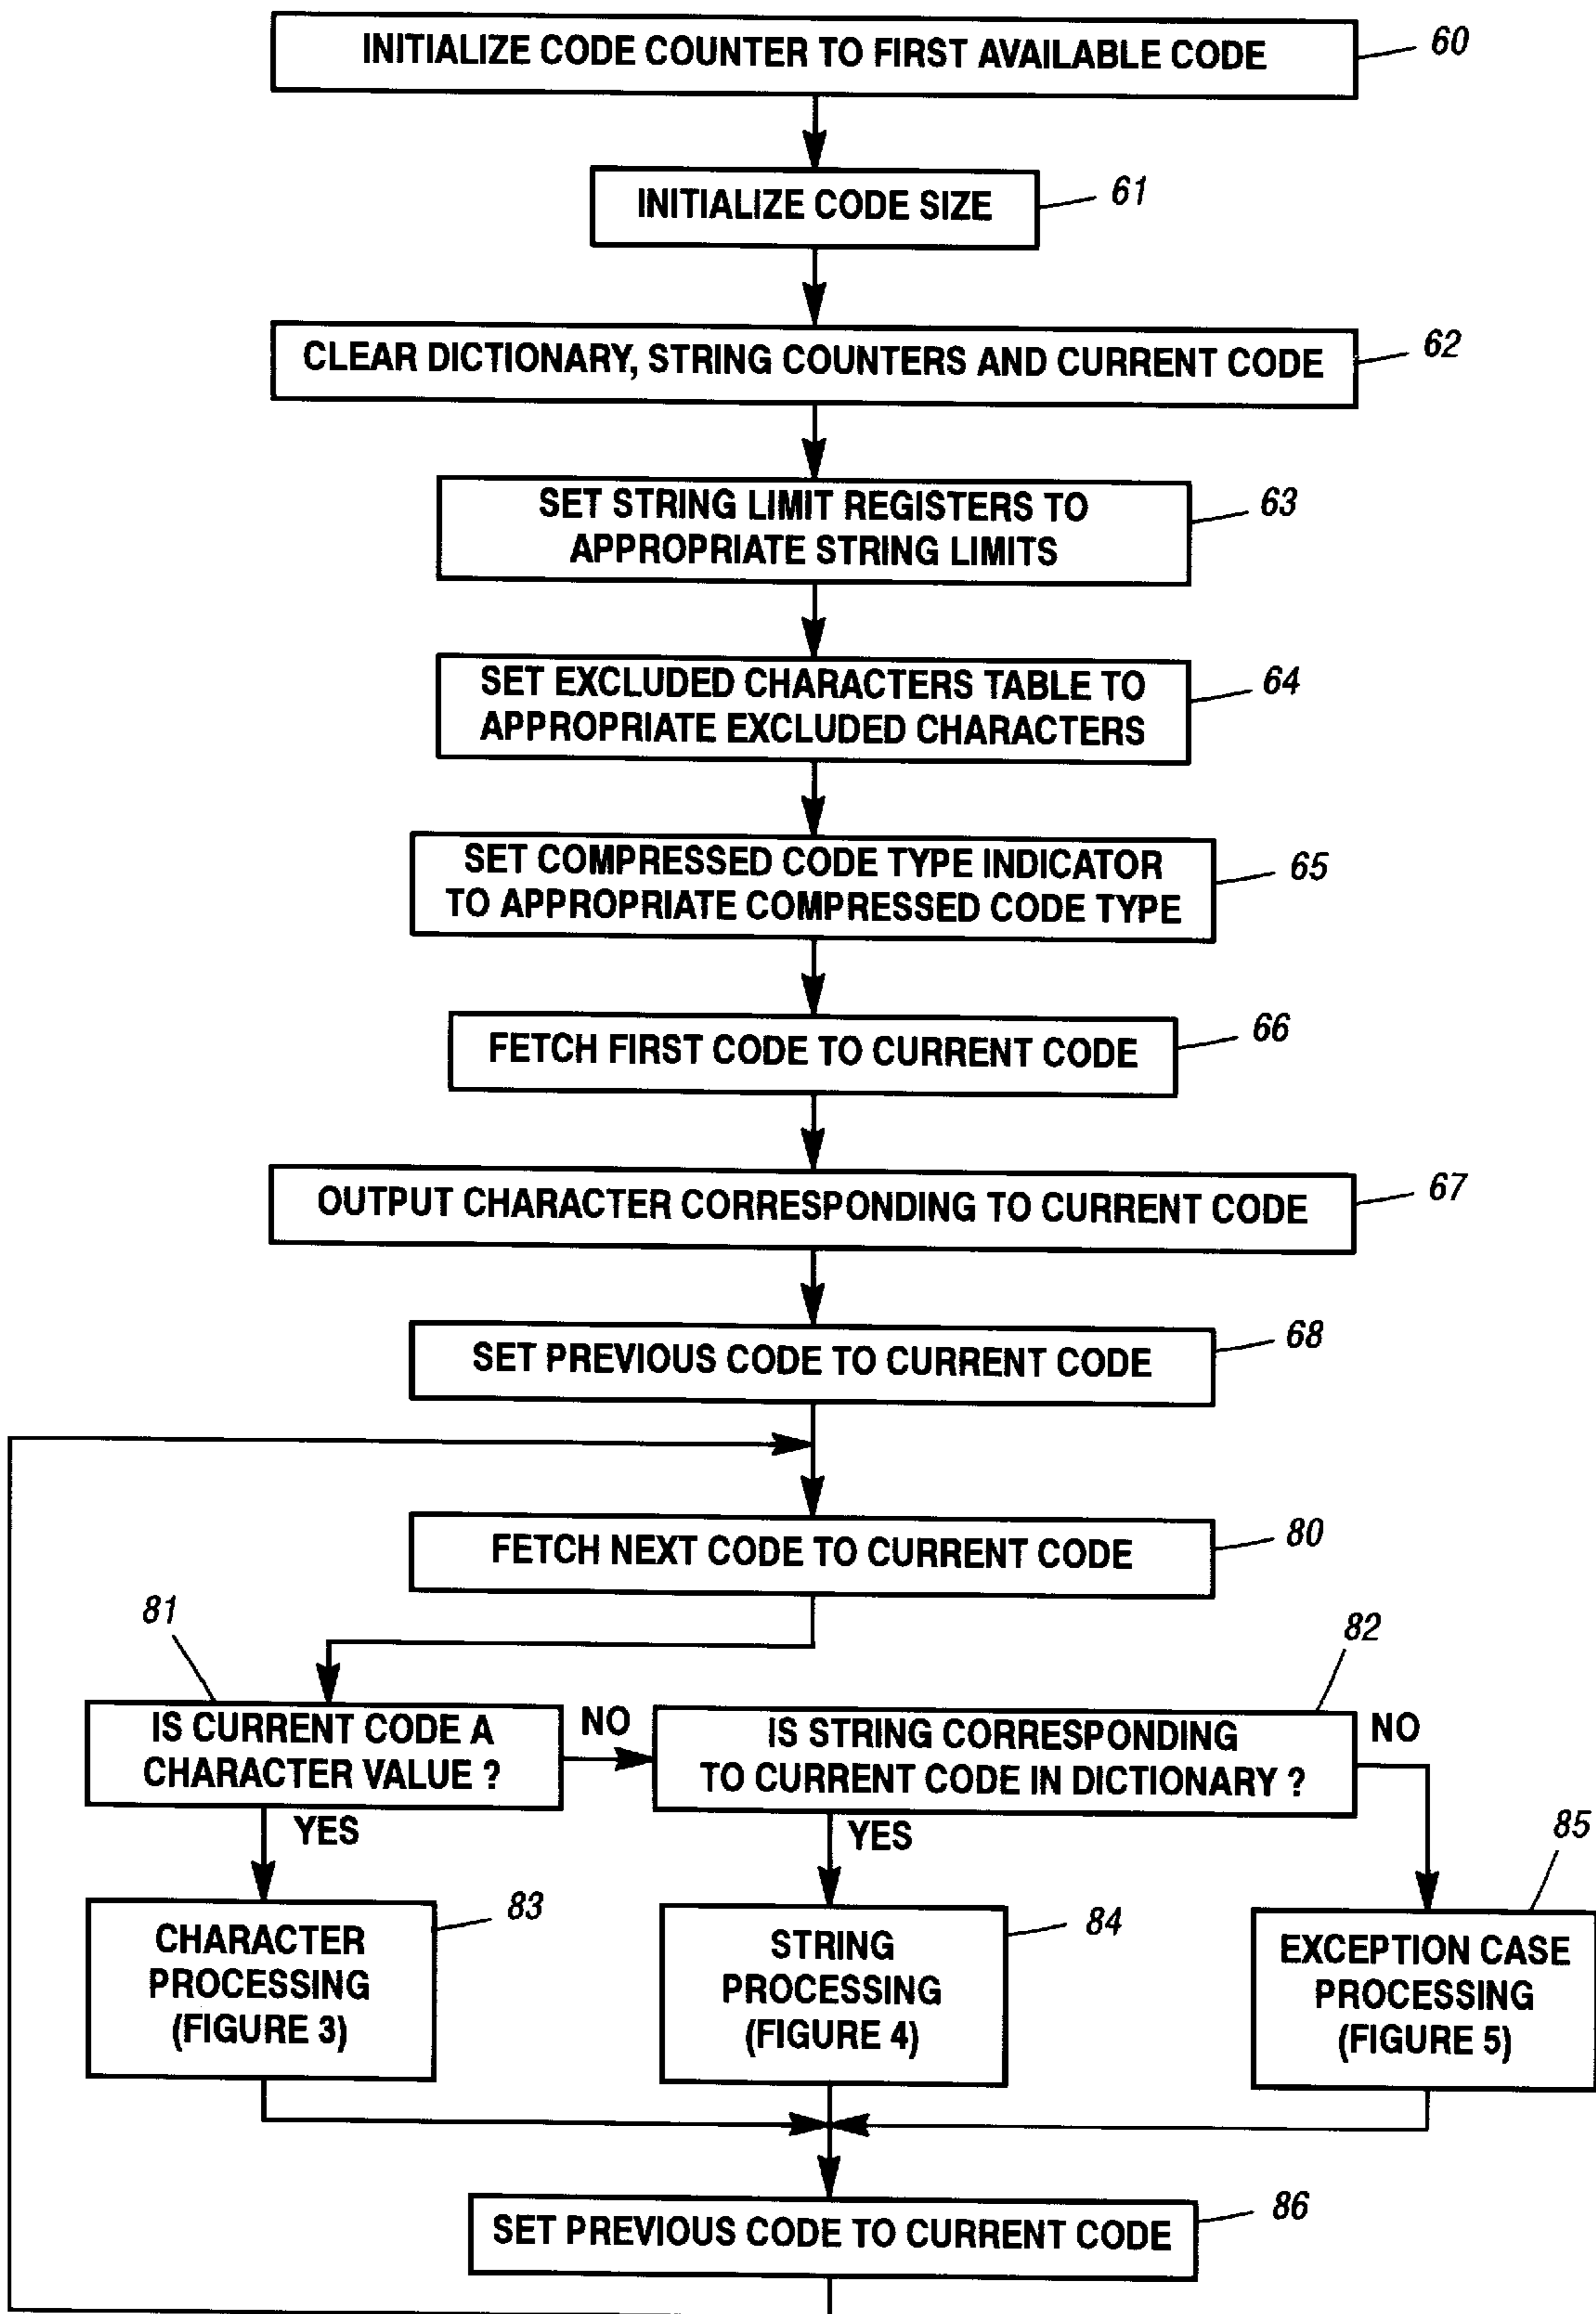 INITIALIZE CODE COUNTER TO FIRST AVAILABLE CODE
60
INITIALIZE CODE SIZE
61
CLEAR DICTIONARY, STRING COUNTERS AND CURRENT CODE
62
SET STRING LIMIT REGISTERS TO
APPROPRIATE STRING LIMITS
63
SET EXCLUDED CHARACTERS TABLE TO
APPROPRIATE EXCLUDED CHARACTERS
64
SET COMPRESSED CODE TYPE INDICATOR
TO APPROPRIATE COMPRESSED CODE TYPE
65
FETCH FIRST CODE TO CURRENT CODE
66
OUTPUT CHARACTER CORRESPONDING TO CURRENT CODE
67
SET PREVIOUS CODE TO CURRENT CODE
68
FETCH NEXT CODE TO CURRENT CODE
80
81
IS CURRENT CODE A
CHARACTER VALUE ?
NO
YES
82
IS STRING CORRESPONDING
TO CURRENT CODE IN DICTIONARY ?
NO
YES
CHARACTER
PROCESSING
(FIGURE 3)
83
STRING
PROCESSING
(FIGURE 4)
84
85
EXCEPTION CASE
PROCESSING
(FIGURE 5)
SET PREVIOUS CODE TO CURRENT CODE
86